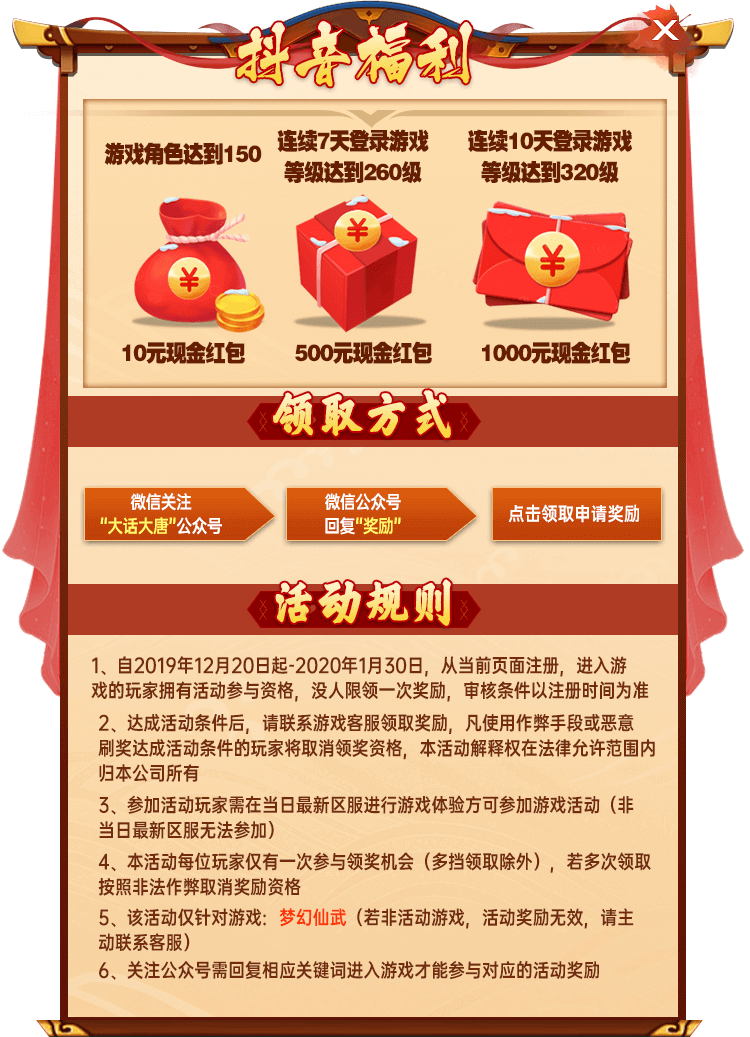 抖音福利
游戏角色达到150
连续7天登录游戏
等级达到260级
连续10天登录游戏
等级达到320级
¥
¥
¥
10元现金红包
500元现金红包
1000元现金红包
领取方式
微信关注
“大话大唐”公众号
微信公众号
回复“奖励”
点击领取申请奖励
活动规则
1、自2019年12月20日起-2020年1月30日，从当前页面注册，进入游
戏的玩家拥有活动参与资格，没人限领一次奖励，审核条件以注册时间为准
2、达成活动条件后，请联系游戏客服领取奖励，凡使用作弊手段或恶意
刷奖达成活动条件的玩家将取消领奖资格，本活动解释权在法律允许范围内
归本公司所有
3、参加活动玩家需在当日最新区服进行游戏体验方可参加游戏活动（非
当日最新区服无法参加）
4、本活动每位玩家仅有一次参与领奖机会（多挡领取除外），若多次领取
按照非法作弊取消奖励资格
5、该活动仅针对游戏：梦幻仙武（若非活动游戏，活动奖励无效，请主
动联系客服）
6、关注公众号需回复相应关键词进入游戏才能参与对应的活动奖励